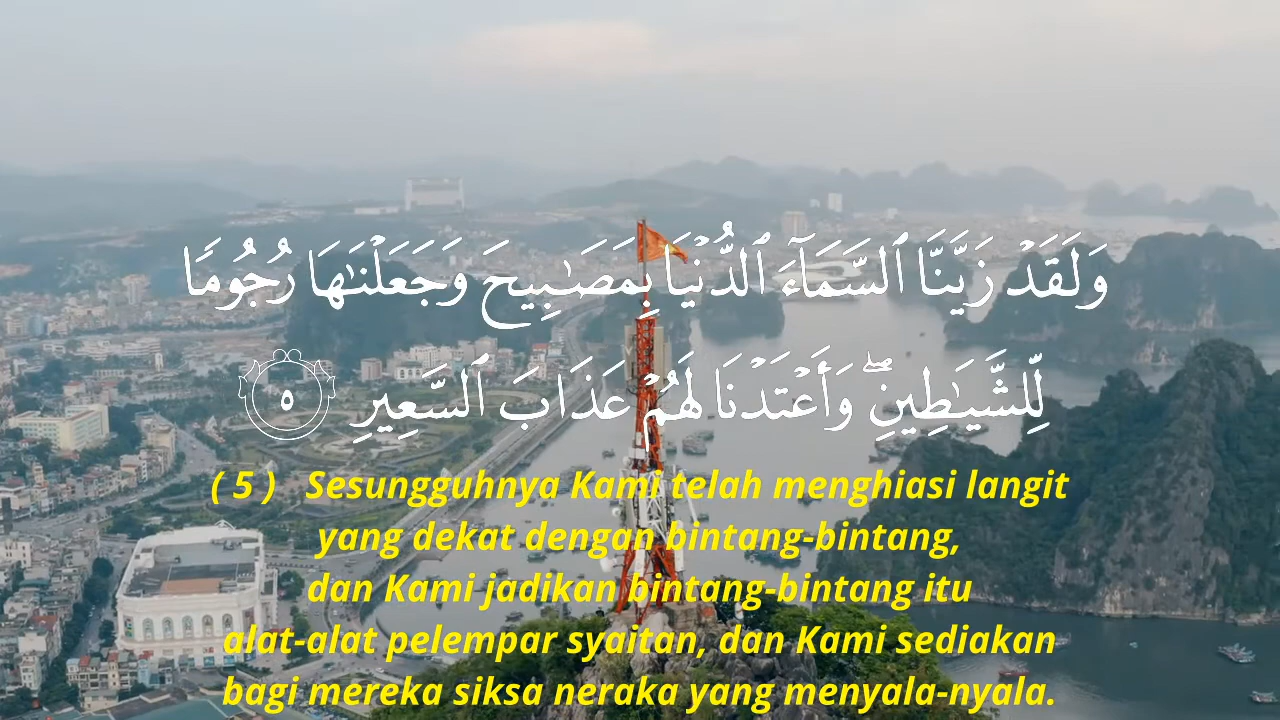 وَلَقَدۡ زَيَّنَّا ٱلسَّمَآءَ ٱلدُّنۡيَا بِمَصَٰبِيحَ وَجَعَلۡنَٰهَا رُجُومٗا
لِّلشَّيَٰطِينِۖ وَأَعۡتَدۡنَا لَهُمۡ عَذَابَ ٱلسَّعِيرِ ٥
( 5 ) Sesungguhnya Kami telah menghiasi langit
yang dekat dengan bintang-bintang,
dan Kami jadikan bintang-bintang itu
alat-alat pelempar syaitan, dan Kami sediakan
bagi mereka siksa neraka yang menyala-nyala.